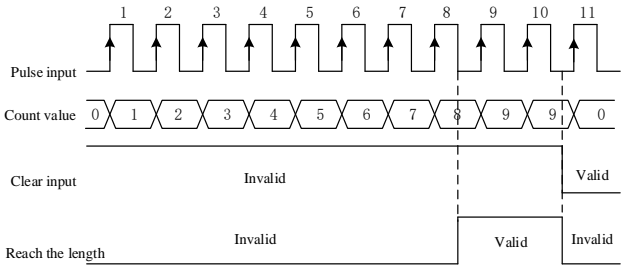 1 2 3 4 5 6 7 8 9 10 11
Pulse input
Count value 0 1 2 3 4 5 6 7 8 9 9 0
Clear input Invalid Valid
Reach the length Invalid Valid Invalid